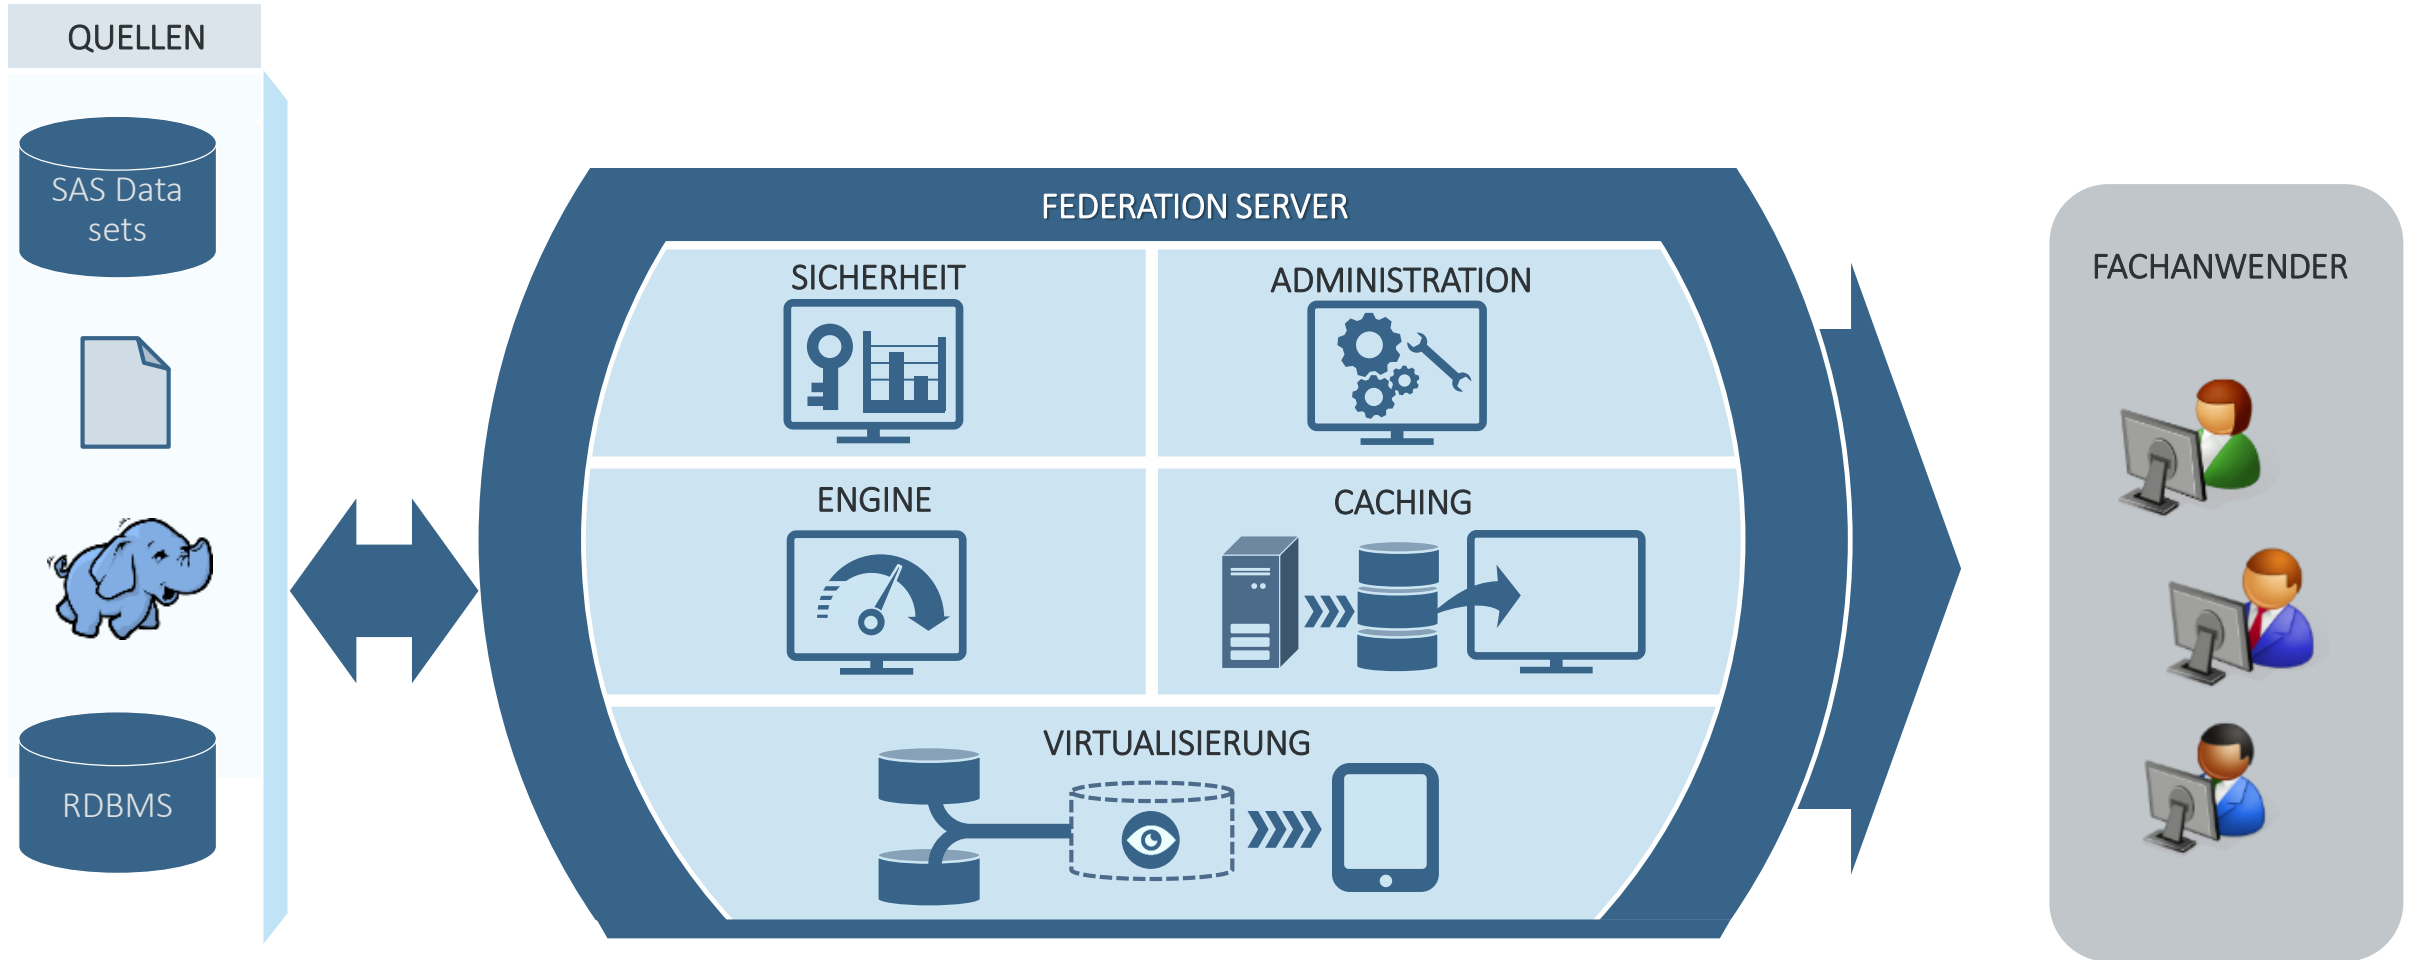 QUELLEN
SAS Data
sets
RDBMS
FEDERATION SERVER
SICHERHEIT
ADMINISTRATION
ENGINE
CACHING
VIRTUALISIERUNG
FACHANWENDER